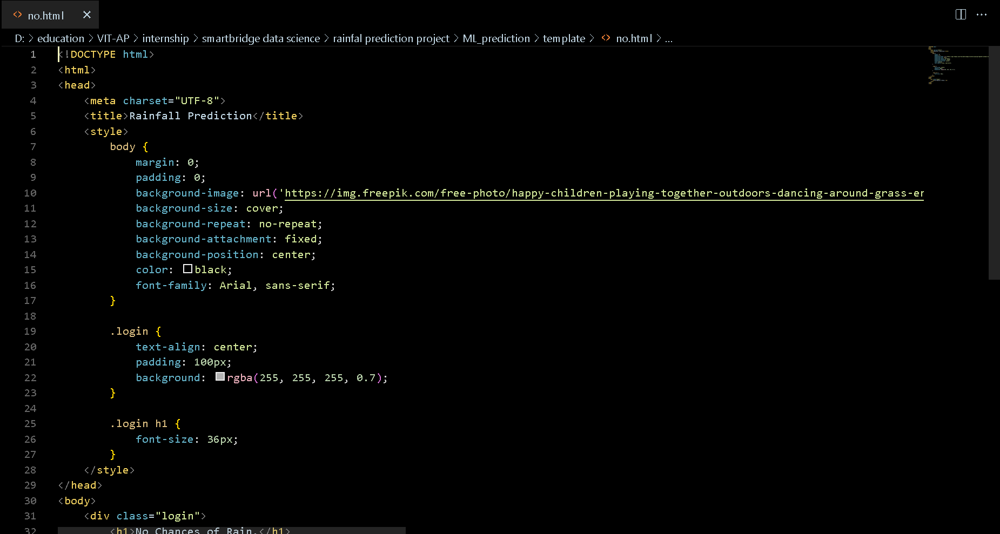 no.html
D: > education > VIT-AP > internship > smartbridge data science > rainfal prediction project > ML_prediction > template > no.html > ...
1 <!DOCTYPE html>
2 <html>
3 <head>
4 <meta charset="UTF-8">
5 <title>Rainfall Prediction</title>
6 <style>
7 body {
8 margin: 0;
9 padding: 0;
10 background-image: url('https://img.freepik.com/free-photo/happy-children-playing-together-outdoors-dancing-around-grass-er
11 background-size: cover;
12 background-repeat: no-repeat;
13 background-attachment: fixed;
14 background-position: center;
15 color: black;
16 font-family: Arial, sans-serif;
17 }
18
19 .login {
20 text-align: center;
21 padding: 100px;
22 background: rgba(255, 255, 255, 0.7);
23 }
24
25 .login h1 {
26 font-size: 36px;
27 }
28 </style>
29 </head>
30 <body>
31 <div class="login">
32 <h1>No Chances of Rain.</h1>